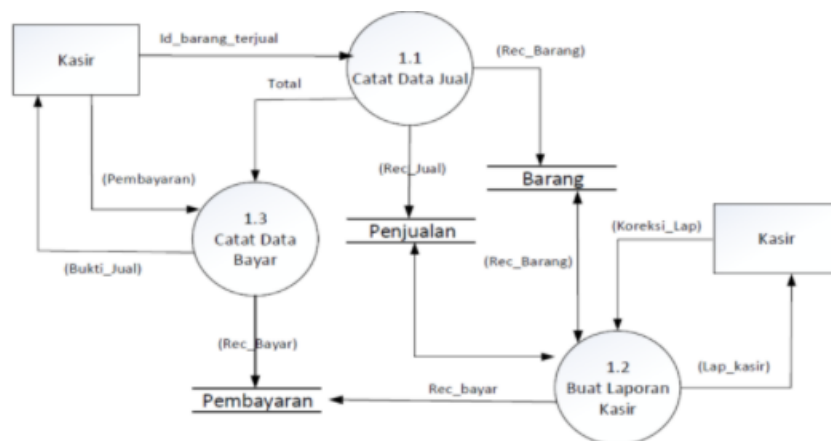 Id_barang_terjual
Kasir
1.1
Catat Data Jual
(Rec_Barang)
Total
(Rec_Jual)
Barang
(Pembayaran)
1.3
Catat Data
Bayar
Penjualan
(Koreksi_Lap)
Kasir
(Bukti_Jual)
(Rec_Barang)
(Rec_Bayar)
1.2
Buat Laporan
Kasir
(Lap_kasir)
Rec_bayar
Pembayaran